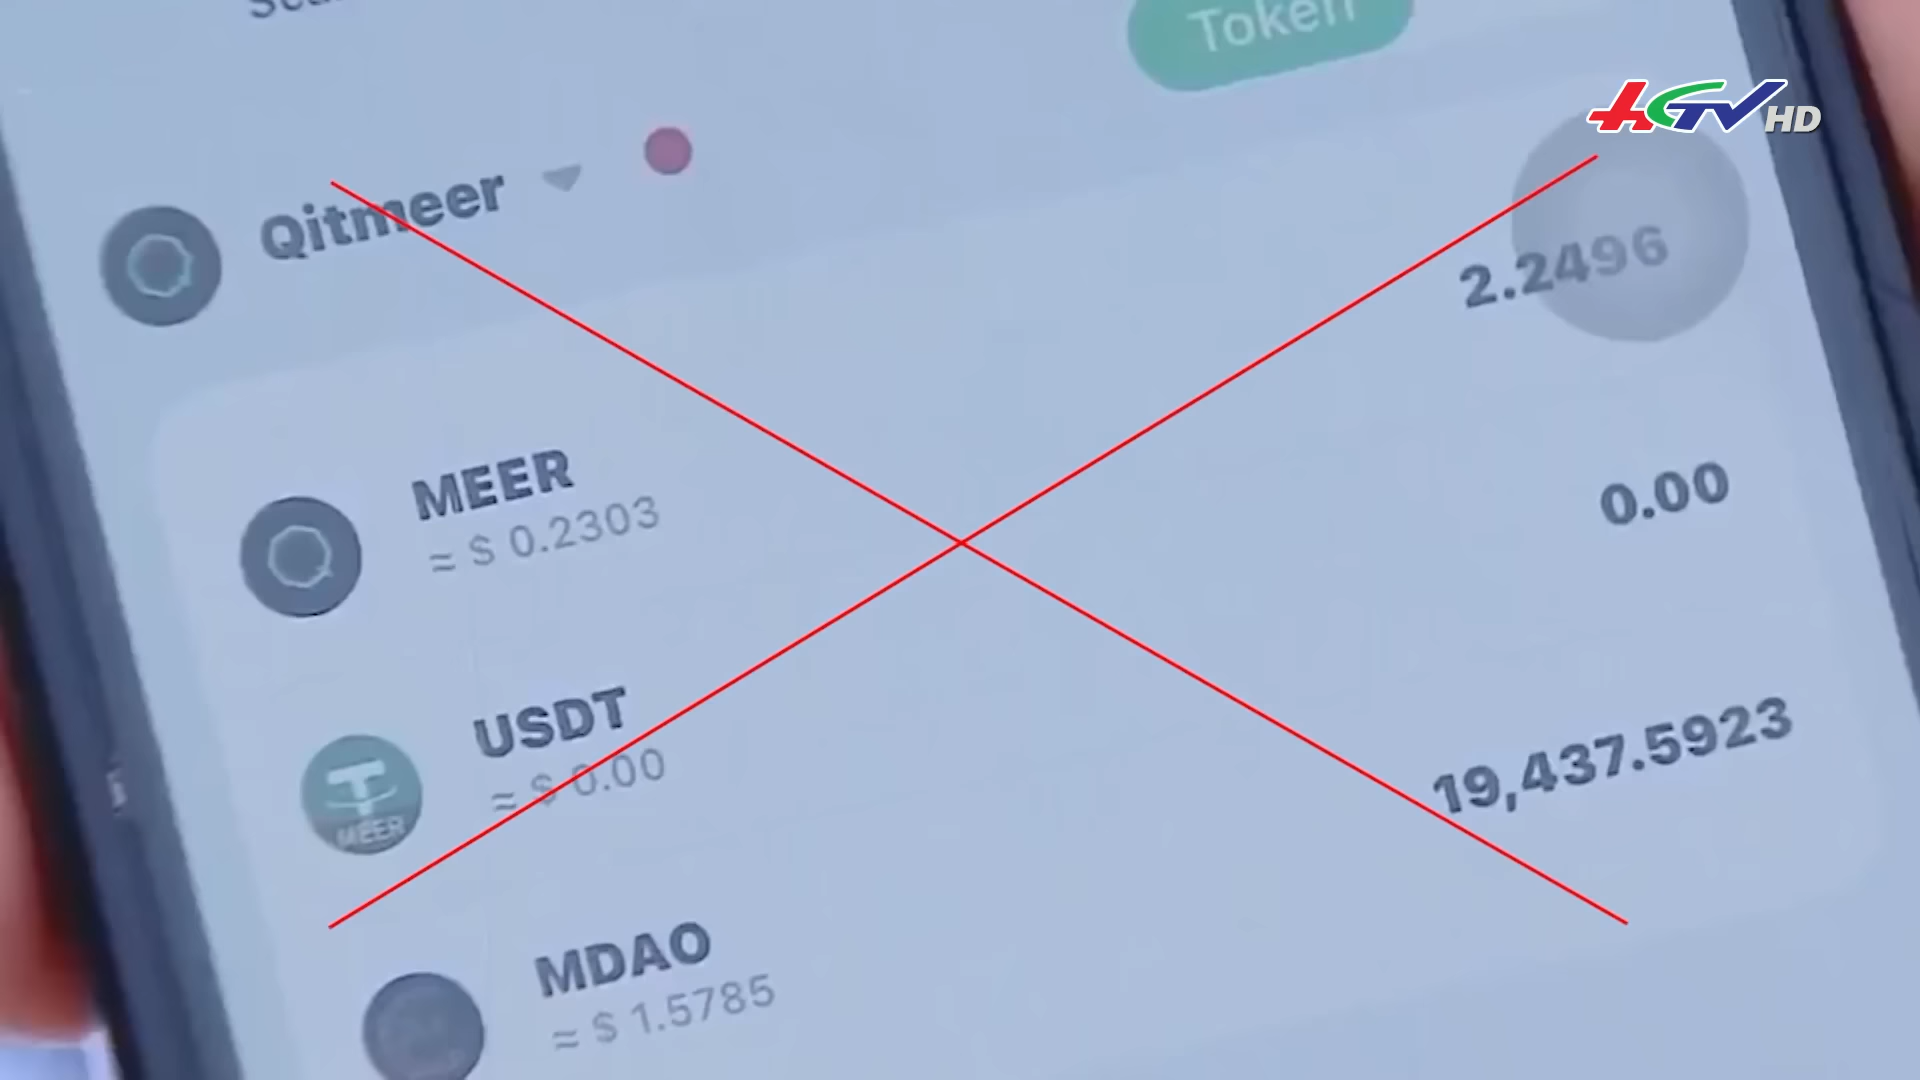 Token
HGTV HD
Qitmeer
2.2496
MEER
≈ $ 0.2303
0.00
USDT
≈ $ 0.00
MEER
19,437.5923
MDAO
≈ $ 1.5785